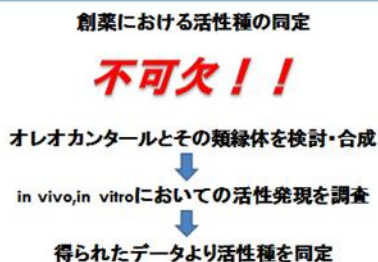 創薬における活性種の同定
不可欠！！
オレオカンタールとその類縁体を検討・合成
in vivo,in vitroにおいての活性発現を調査
得られたデータより活性種を同定